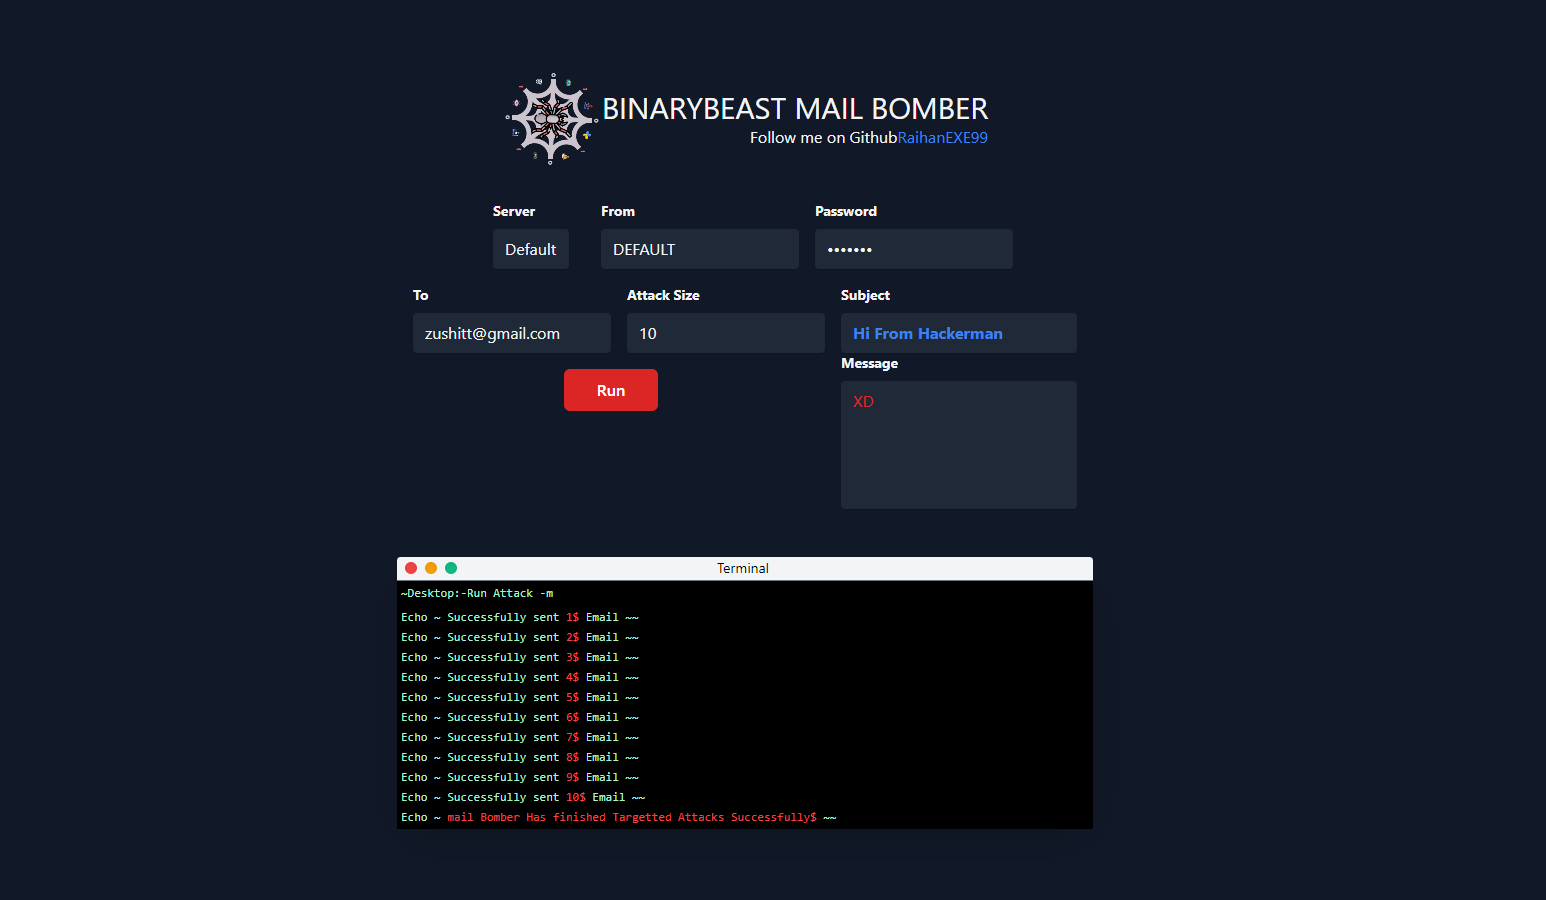 BINARYBEAST MAIL BOMBER
Follow me on GithubRaihanEXE99
Server From Password
Default DEFAULT •••••••
To Attack Size Subject
zushitt@gmail.com 10 Hi From Hackerman
Message
Run
XD
Terminal
~Desktop:-Run Attack -m
Echo ~ Successfully sent 1$ Email ~~
Echo ~ Successfully sent 2$ Email ~~
Echo ~ Successfully sent 3$ Email ~~
Echo ~ Successfully sent 4$ Email ~~
Echo ~ Successfully sent 5$ Email ~~
Echo ~ Successfully sent 6$ Email ~~
Echo ~ Successfully sent 7$ Email ~~
Echo ~ Successfully sent 8$ Email ~~
Echo ~ Successfully sent 9$ Email ~~
Echo ~ Successfully sent 10$ Email ~~
Echo ~ mail Bomber Has finished Targetted Attacks Successfully$ ~~